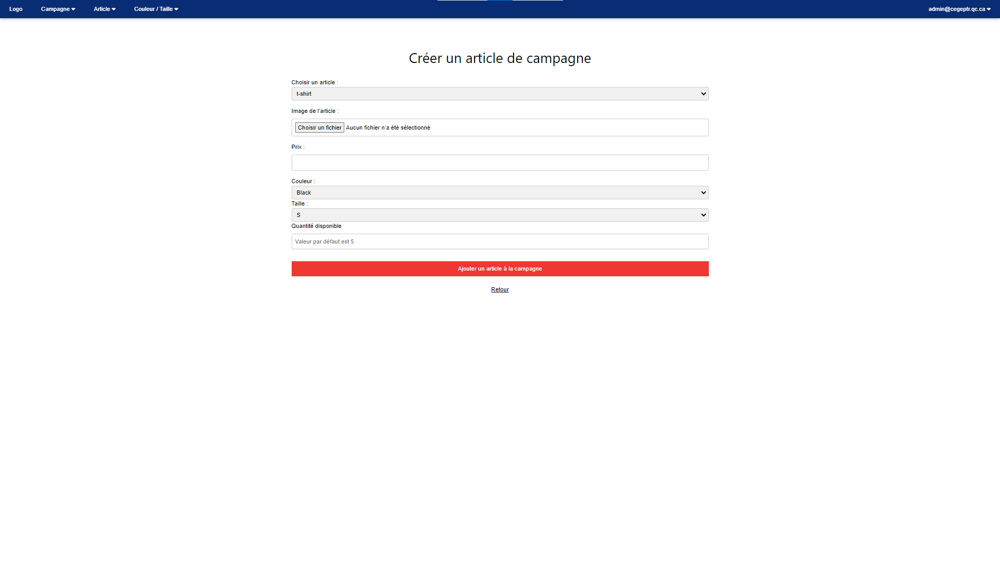 Logo
Campagne
Article
Couleur / Taille
admin@cegeptr.qc.ca
Créer un article de campagne
Choisir un article :
t-shirt
Image de l'article :
Choisir un fichier Aucun fichier n'a été sélectionné
Prix :
Couleur :
Black
Taille :
S
Quantité disponible
Valeur par défaut est 5
Ajouter un article à la campagne
Retour